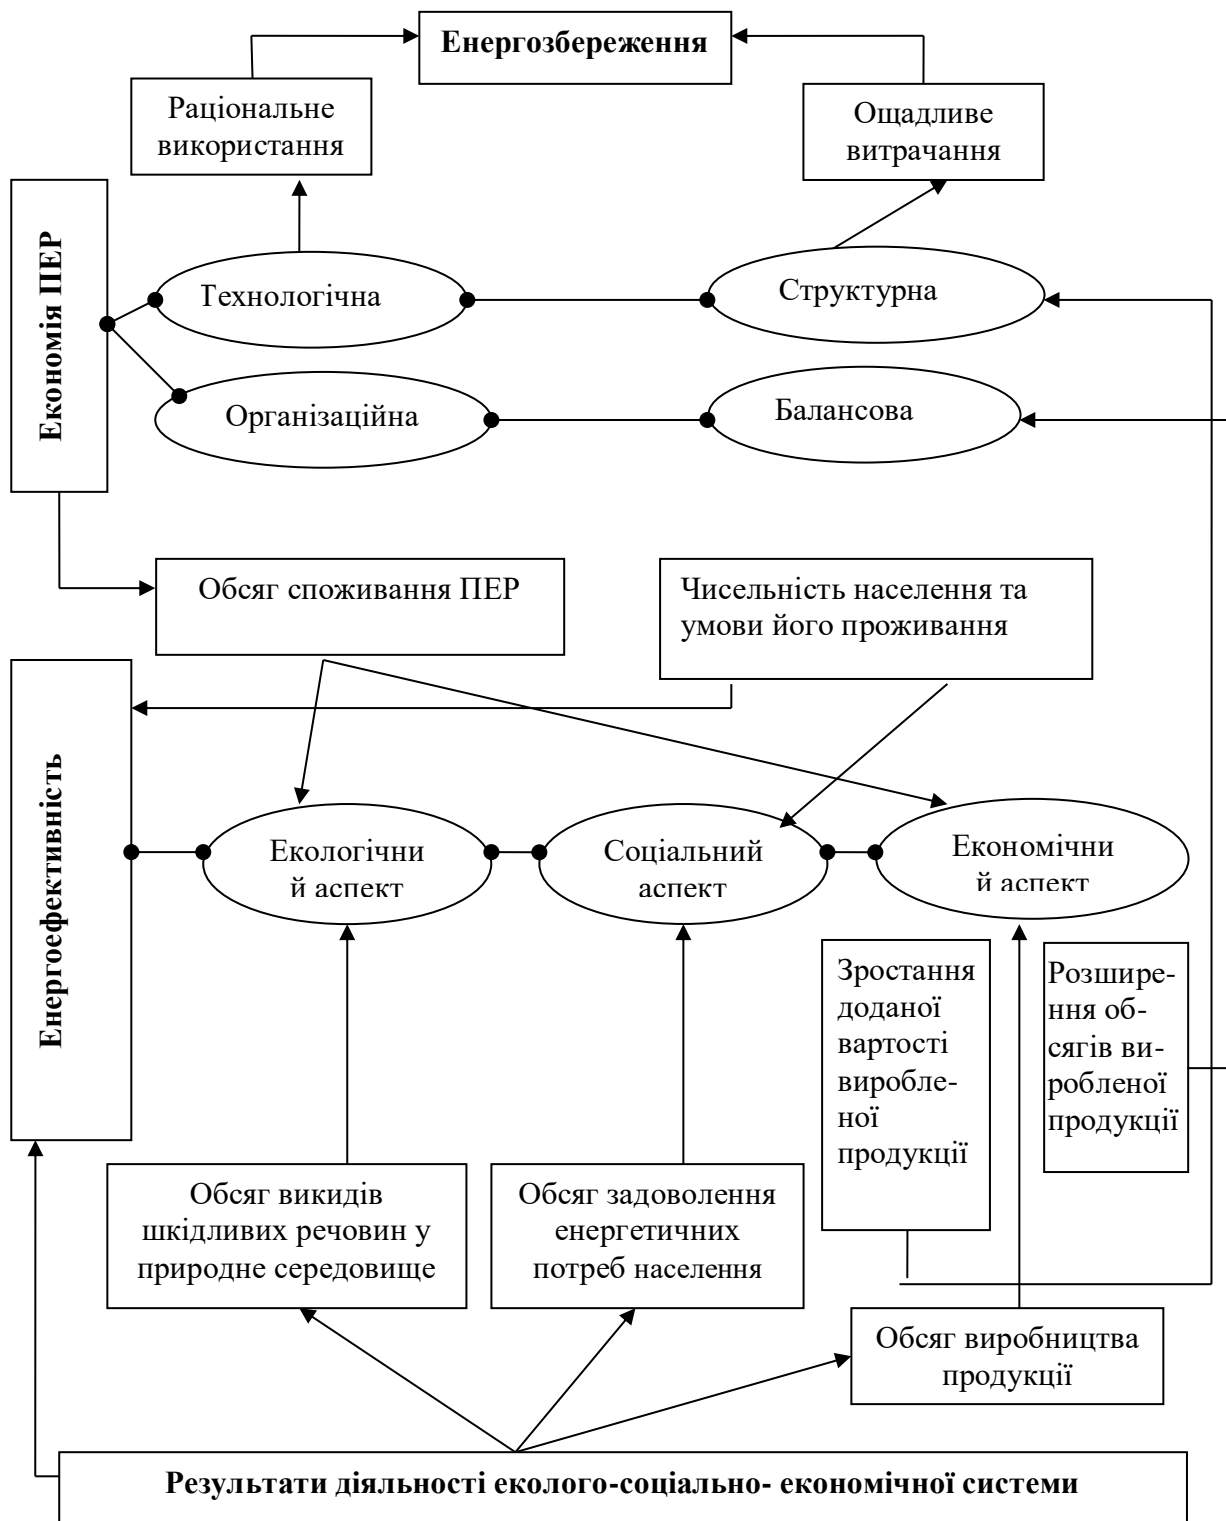 Енергозбереження
Раціональне
використання
Ощадливе
витрачання
Економія ПЕР
Технологічна
Структурна
Організаційна
Балансова
Обсяг споживання ПЕР
Чисельність населення та
умови його проживання
Енергоефективність
Екологічни
й аспект
Соціальний
аспект
Економічни
й аспект
Зростання
доданої
вартості
виробле-
ної
продукції
Розшире-
ння об-
сягів ви-
робленої
продукції
Обсяг викидів
шкідливих речовин у
природне середовище
Обсяг задоволення
енергетичних
потреб населення
Обсяг виробництва
продукції
Результати діяльності еколого-соціально- економічної системи